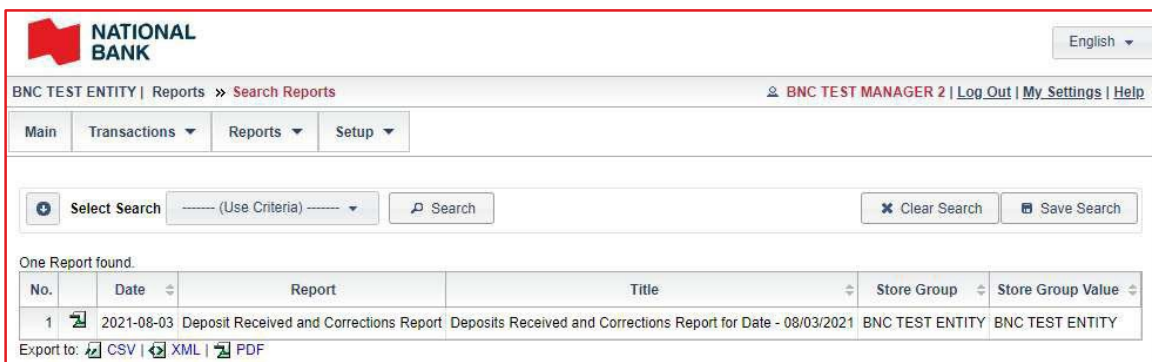 NATIONAL
BANK
English
BNC TEST ENTITY | Reports » Search Reports BNC TEST MANAGER 2 | Log Out | My Settings | Help
Main Transactions Reports Setup
Select Search ------- (Use Criteria) ------- Search Clear Search Save Search
One Report found.
No. Date Report Title Store Group Store Group Value
1 2021-08-03 Deposit Received and Corrections Report Deposits Received and Corrections Report for Date - 08/03/2021 BNC TEST ENTITY BNC TEST ENTITY
Export to: CSV | XML | PDF